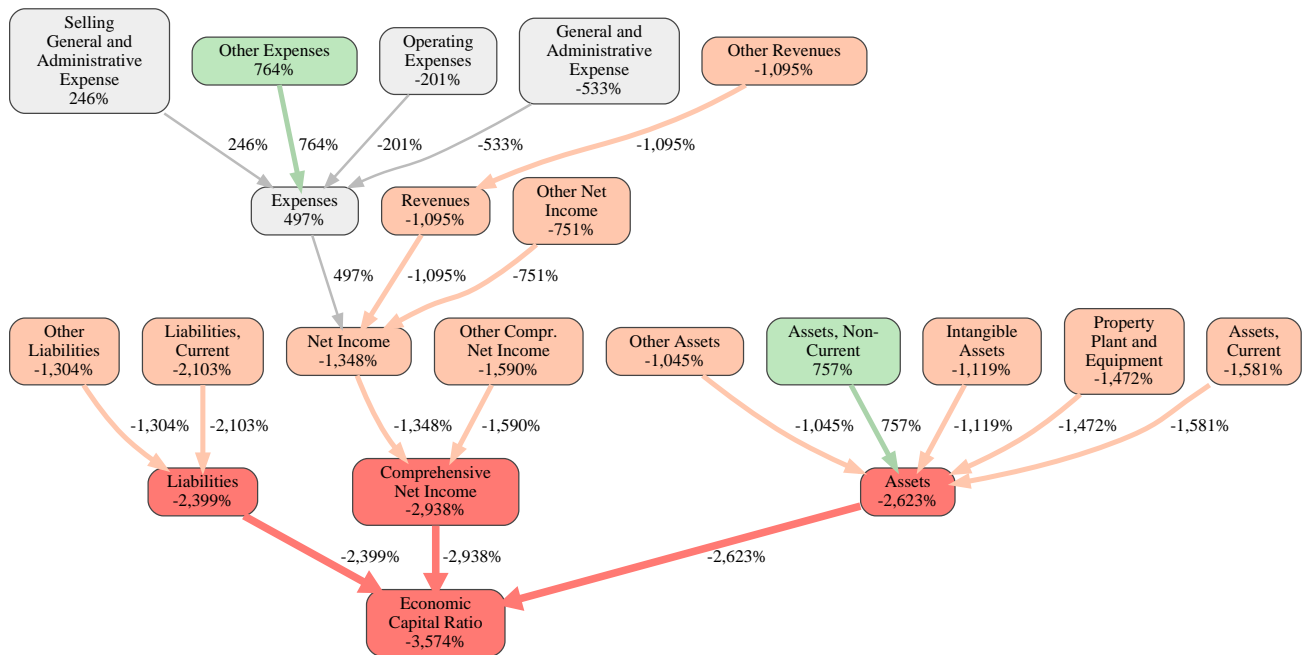 Selling
General and
Administrative
Expense
246%
Other Expenses
764%
Operating
Expenses
-201%
General and
Administrative
Expense
-533%
Other Revenues
-1,095%
246%
764%
-201%
-533%
-1,095%
Expenses
497%
Revenues
-1,095%
Other Net
Income
-751%
497%
-1,095%
-751%
Other
Liabilities
-1,304%
Liabilities,
Current
-2,103%
Net Income
-1,348%
Other Compr.
Net Income
-1,590%
Other Assets
-1,045%
Assets, Non-
Current
757%
Intangible
Assets
-1,119%
Property
Plant and
Equipment
-1,472%
Assets,
Current
-1,581%
-1,304%
-2,103%
-1,348%
-1,590%
-1,045%
757%
-1,119%
-1,472%
-1,581%
Liabilities
-2,399%
Comprehensive
Net Income
-2,938%
Assets
-2,623%
-2,399%
-2,938%
-2,623%
Economic
Capital Ratio
-3,574%